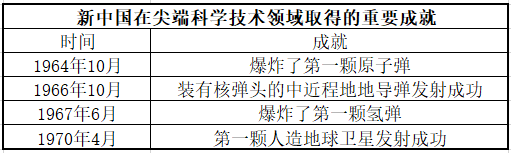 新中国在尖端科学技术领域取得的重要成就
时间 成就
1964年10月 爆炸了第一颗原子弹
1966年10月 装有核弹头的中近程地地导弹发射成功
1967年6月 爆炸了第一颗氢弹
1970年4月 第一颗人造地球卫星发射成功